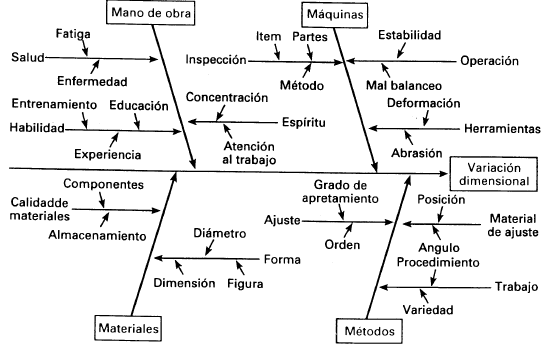 Mano de obra
Máquinas
Fatiga
Salud
Enfermedad
Entrenamiento
Educación
Habilidad
Experiencia
Concentración
Espíritu
Atención
al trabajo
Item
Partes
Inspección
Método
Estabilidad
Operación
Mal balanceo
Deformación
Herramientas
Abrasión
Variación
dimensional
Componentes
Calidadde
materiales
Almacenamiento
Diámetro
Forma
Dimensión
Figura
Grado de
apretamiento
Ajuste
Orden
Posición
Material
de ajuste
Angulo
Procedimiento
Trabajo
Variedad
Materiales
Métodos